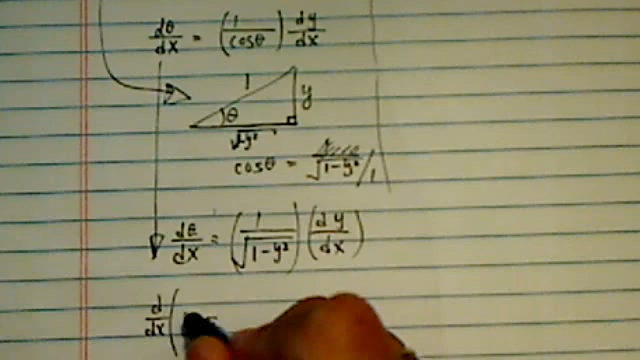 dθ/dx = (1/cosθ) dy/dx
1
y
θ
√1-y²
cosθ = √1-y²/1
dθ/dx = (1/√1-y²)(dy/dx)
d/dx(